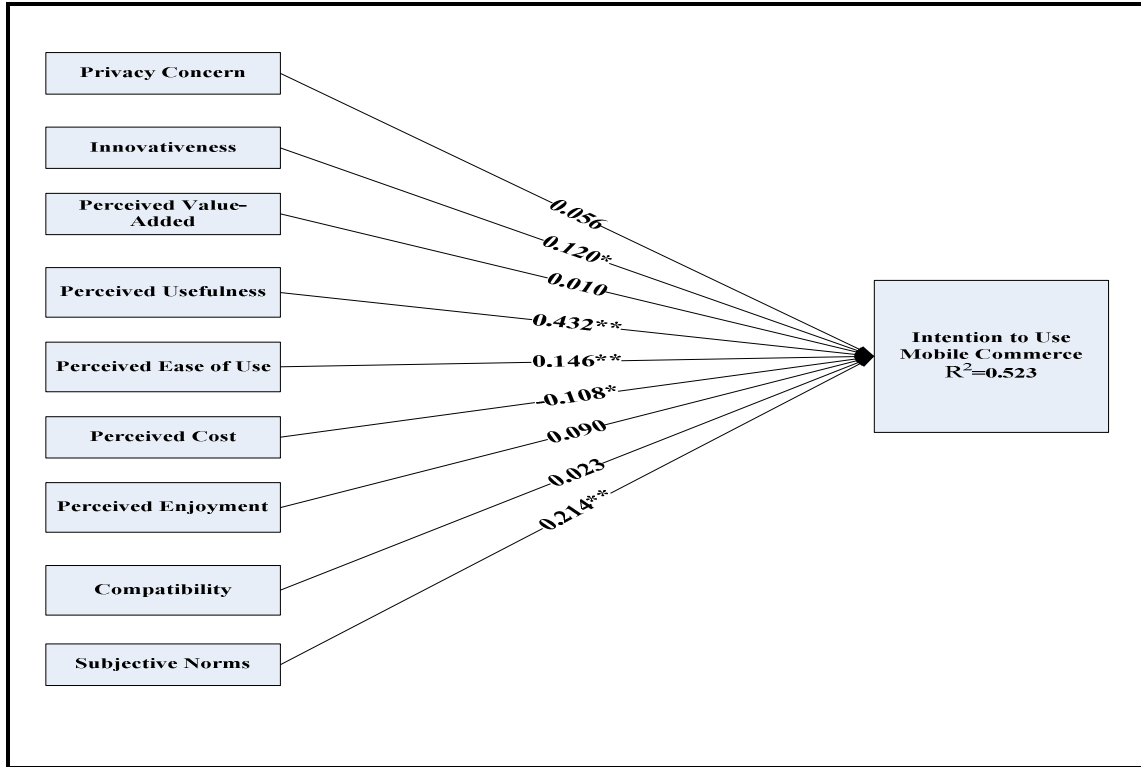 Privacy Concern
Innovativeness
Perceived Value-
Added
Perceived Usefulness
Perceived Ease of Use
Perceived Cost
Perceived Enjoyment
Compatibility
Subjective Norms
0.056
0.120*
0.010
0.432**
0.146**
-0.108*
0.090
0.023
0.214**
Intention to Use
Mobile Commerce
R²=0.523